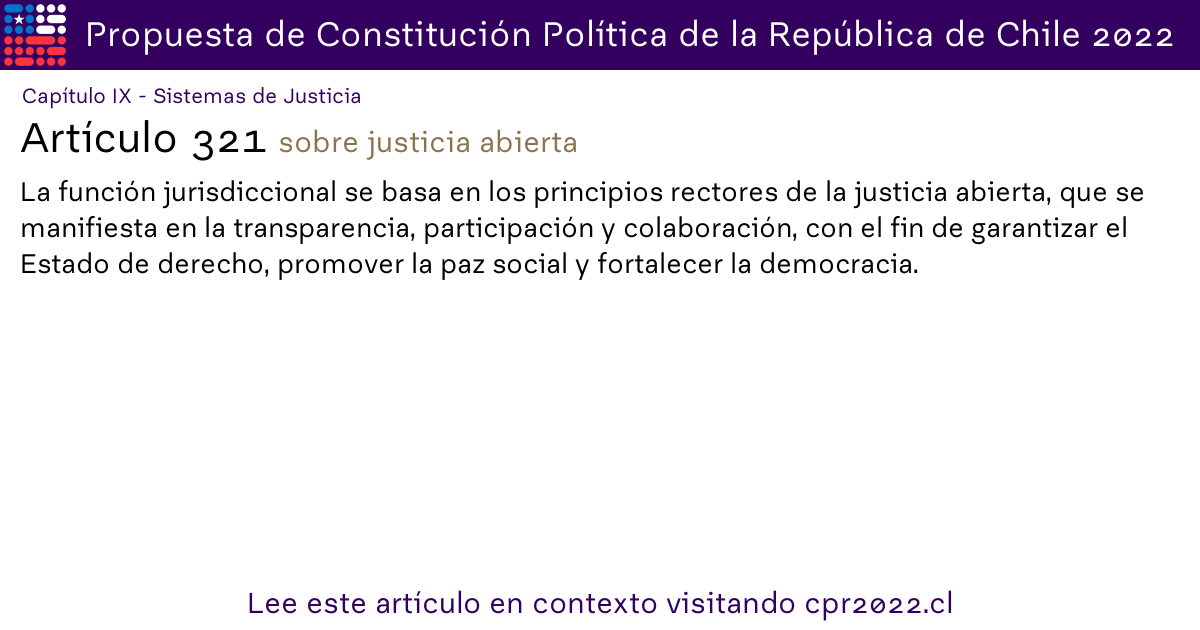 Propuesta de Constitución Política de la República de Chile 2022
Capítulo IX - Sistemas de Justicia
Artículo 321 sobre justicia abierta
La función jurisdiccional se basa en los principios rectores de la justicia abierta, que se
manifiesta en la transparencia, participación y colaboración, con el fin de garantizar el
Estado de derecho, promover la paz social y fortalecer la democracia.
Lee este artículo en contexto visitando cpr2022.cl